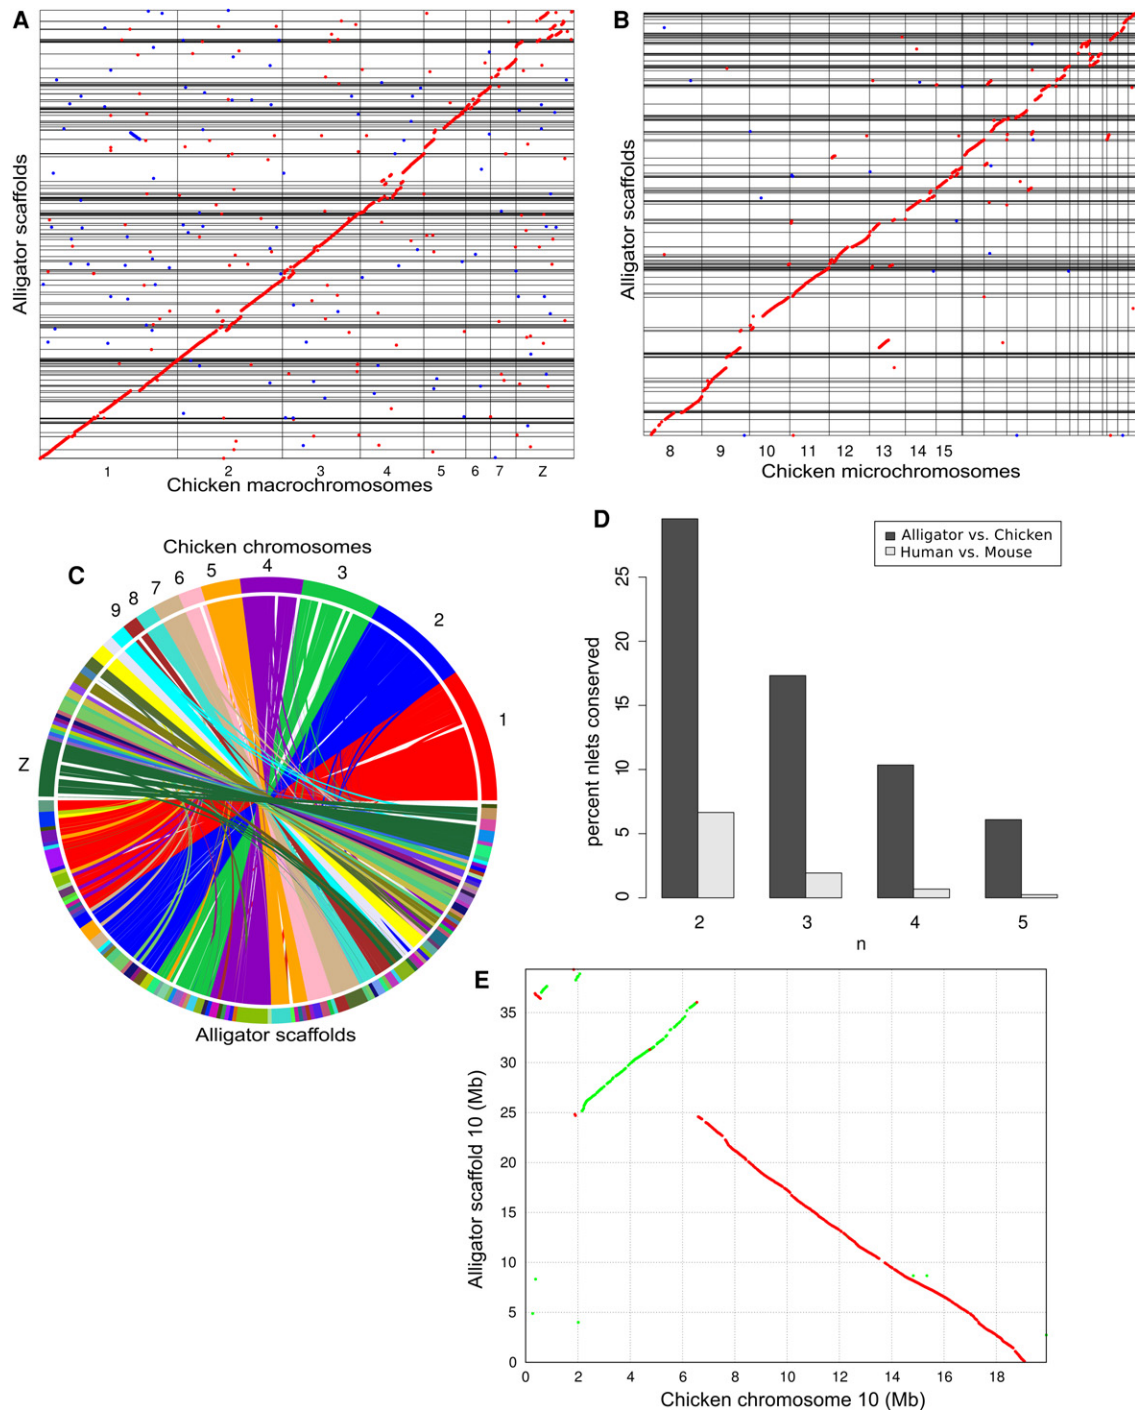 A
Alligator scaffolds
1 2 3 4 5 6 7 Z
Chicken macrochromosomes
B
Alligator scaffolds
8 9 10 11 12 13 14 15
Chicken microchromosomes
C
Chicken chromosomes
9 8 7 6 5 4 3 2 1
Z
Alligator scaffolds
D
Alligator vs. Chicken
Human vs. Mouse
percent nlets conserved
25
20
15
10
5
0
2 3 4 5
n
E
Alligator scaffold 10 (Mb)
35
30
25
20
15
10
5
0
0 2 4 6 8 10 12 14 16 18
Chicken chromosome 10 (Mb)